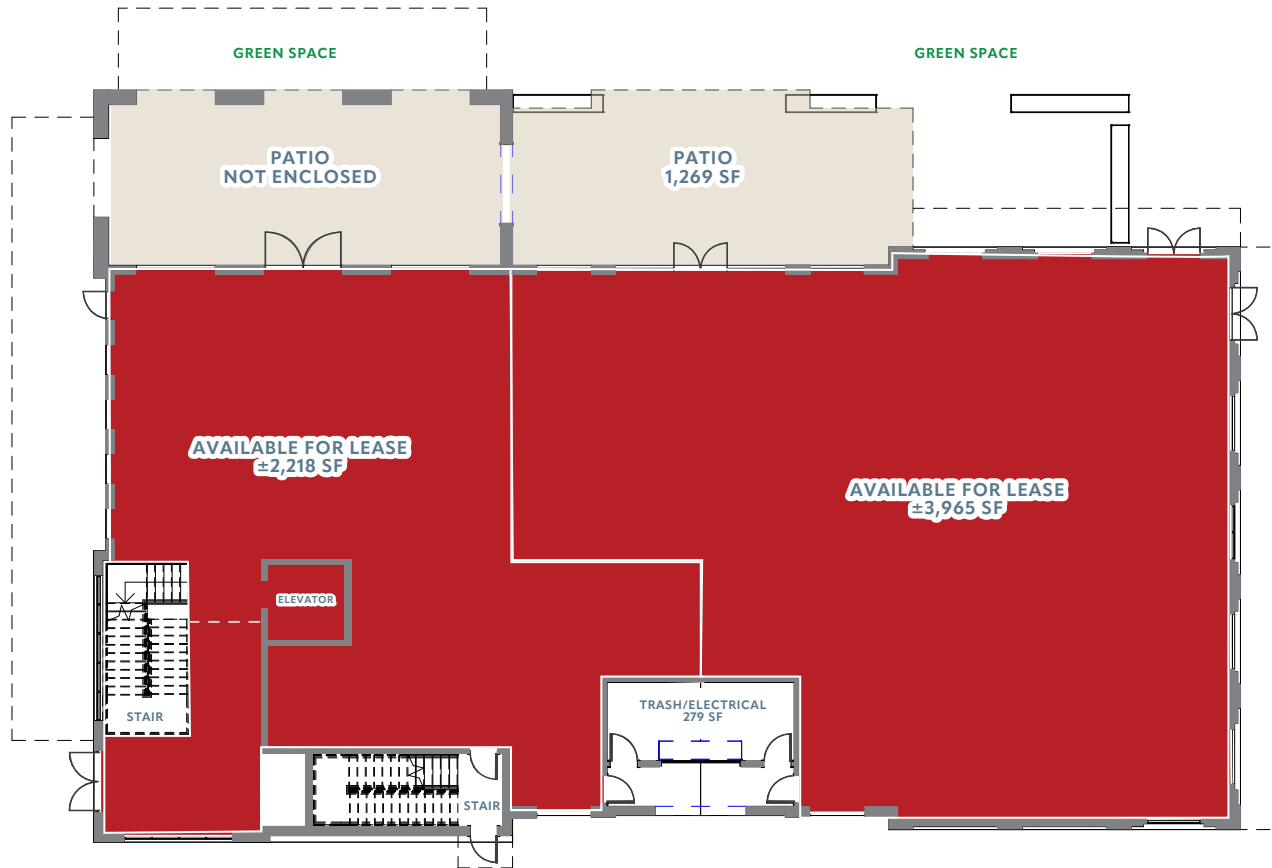 GREEN SPACE
GREEN SPACE
PATIO
NOT ENCLOSED
PATIO
1,269 SF
AVAILABLE FOR LEASE
±2,218 SF
AVAILABLE FOR LEASE
±3,965 SF
ELEVATOR
STAIR
TRASH/ELECTRICAL
279 SF
STAIR